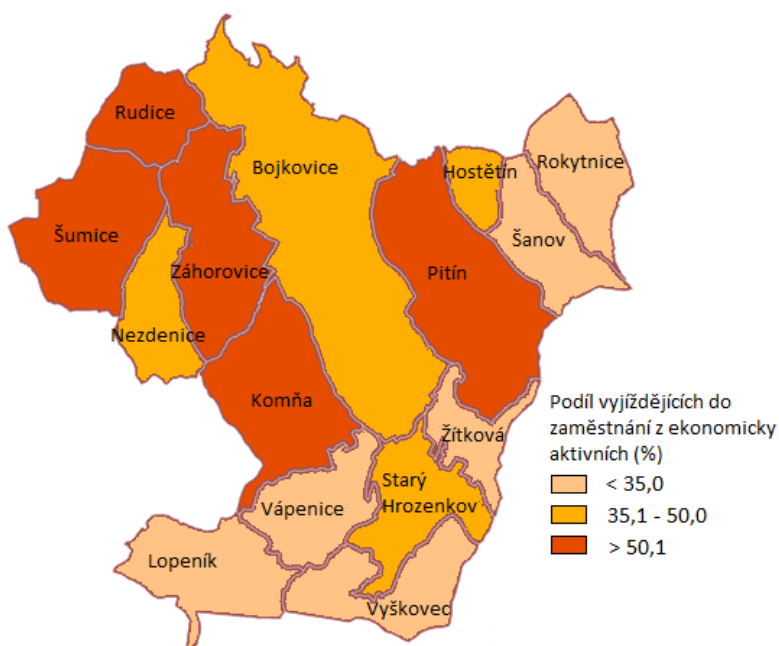 Rudice
Bojkovice
Hostětín
Rokytnice
Šumice
Šanov
Záhorovice
Pitín
Nezdenice
Komňa
Žítková
Starý
Hrozenkov
Vápenice
Lopeník
Vyškovec
Podíl vyjíždějících do
zaměstnání z ekonomicky
aktivních (%)
< 35,0
35,1 - 50,0
> 50,1